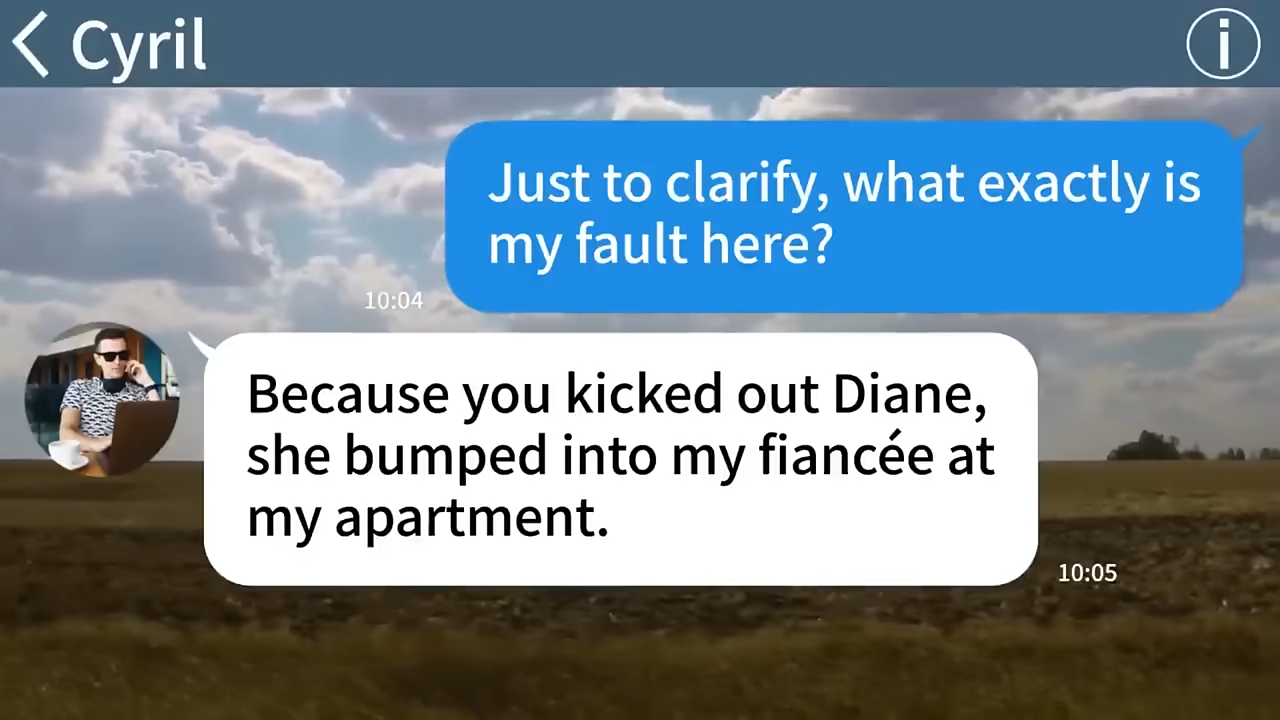 Cyril
Just to clarify, what exactly is
my fault here?
10:04
Because you kicked out Diane,
she bumped into my fiancée at
my apartment.
10:05